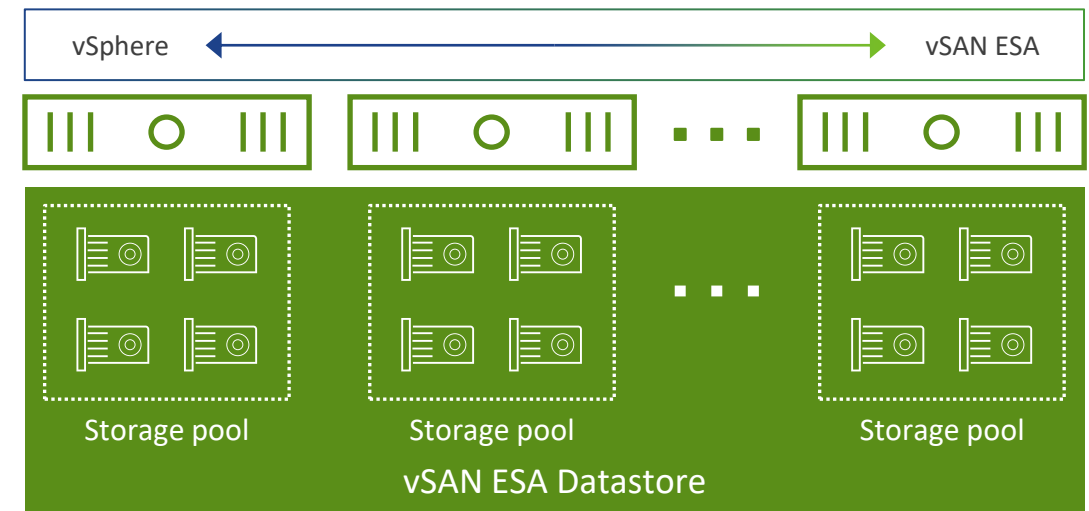 vSphere vSAN ESA
Storage pool Storage pool Storage pool
vSAN ESA Datastore